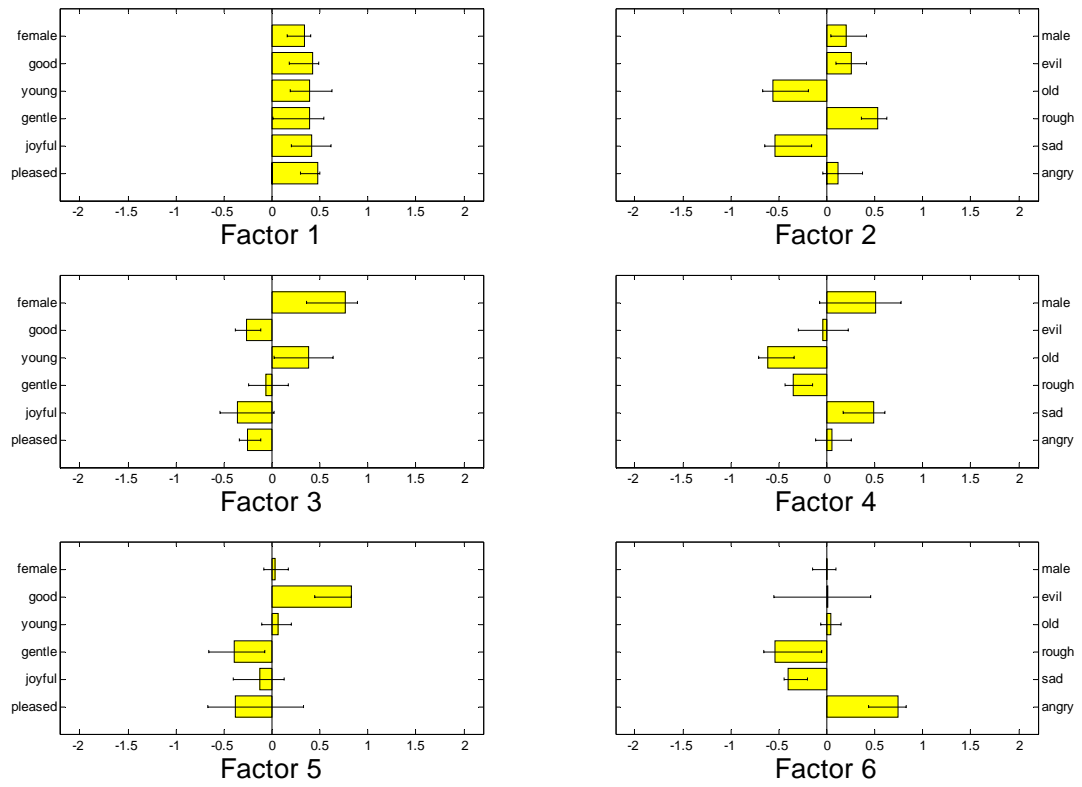 female
good
young
gentle
joyful
pleased
-2 -1.5 -1 -0.5 0 0.5 1 1.5 2
Factor 1
male
evil
old
rough
sad
angry
-2 -1.5 -1 -0.5 0 0.5 1 1.5 2
Factor 2
female
good
young
gentle
joyful
pleased
-2 -1.5 -1 -0.5 0 0.5 1 1.5 2
Factor 3
male
evil
old
rough
sad
angry
-2 -1.5 -1 -0.5 0 0.5 1 1.5 2
Factor 4
female
good
young
gentle
joyful
pleased
-2 -1.5 -1 -0.5 0 0.5 1 1.5 2
Factor 5
male
evil
old
rough
sad
angry
-2 -1.5 -1 -0.5 0 0.5 1 1.5 2
Factor 6